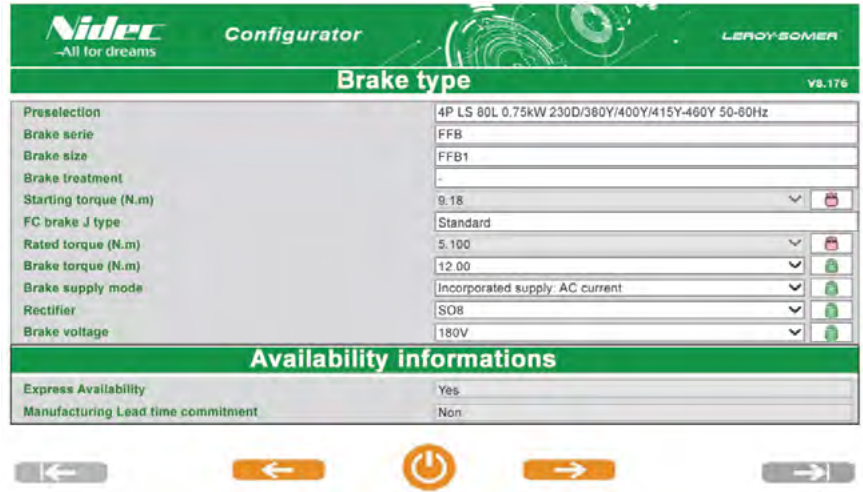 Nidec
-All for dreams
Configurator
LEROY-SOMER
Brake type
V8.176
Preselection 4P LS 80L 0.75kW 230D/380Y/400Y/415Y-460Y 50-60Hz
Brake serie FFB
Brake size FFB1
Brake treatment -
Starting torque (N.m) 9.18
FC brake J type Standard
Rated torque (N.m) 5.100
Brake torque (N.m) 12.00
Brake supply mode Incorporated supply: AC current
Rectifier SO8
Brake voltage 180V
Availability informations
Express Availability Yes
Manufacturing Lead time commitment Non